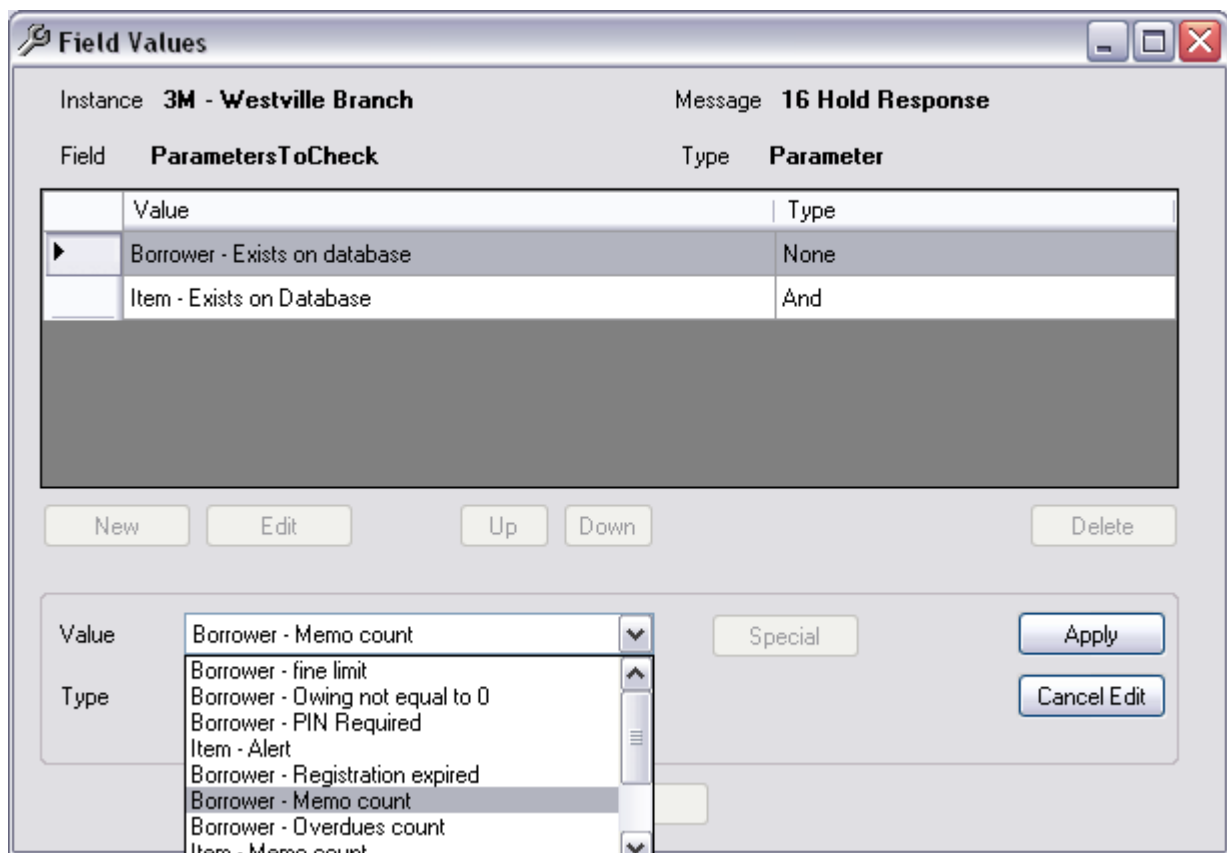 Field Values
Instance 3M - Westville Branch Message 16 Hold Response
Field ParametersToCheck Type Parameter
Value Type
Borrower - Exists on database None
Item - Exists on Database And
New Edit Up Down Delete
Value Borrower - Memo count Special Apply
Borrower - fine limit
Type Borrower - Owing not equal to 0 Cancel Edit
Borrower - PIN Required
Item - Alert
Borrower - Registration expired
Borrower - Memo count
Borrower - Overdues count
Item - Memo count